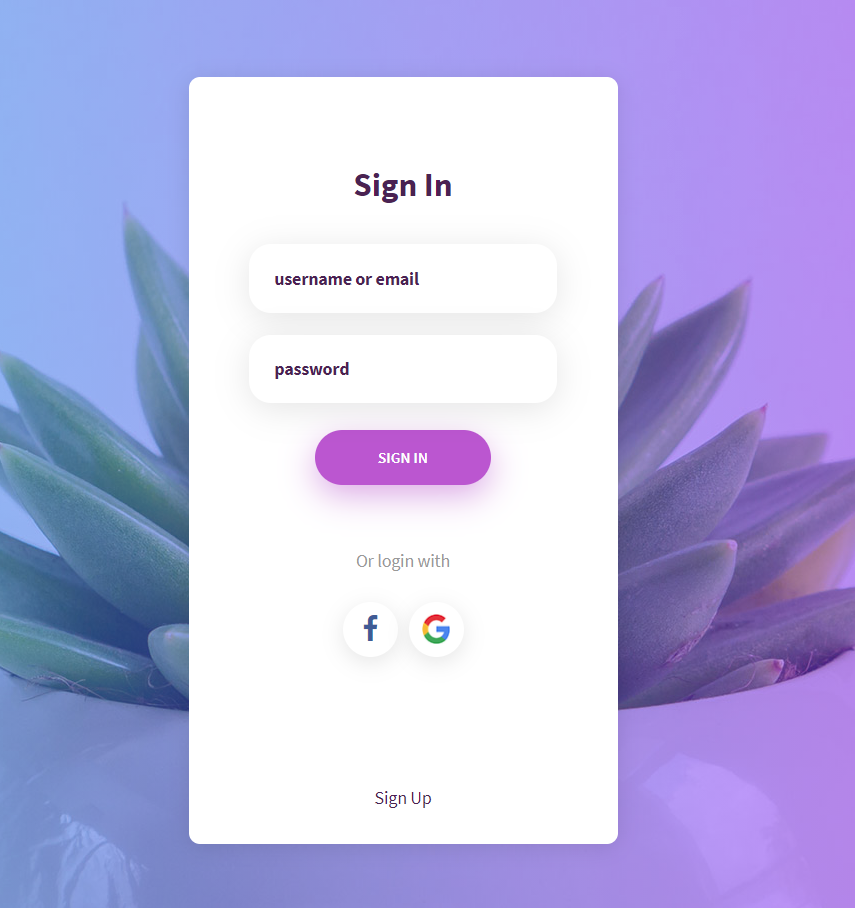 Sign In
username or email
password
SIGN IN
Or login with
Sign Up